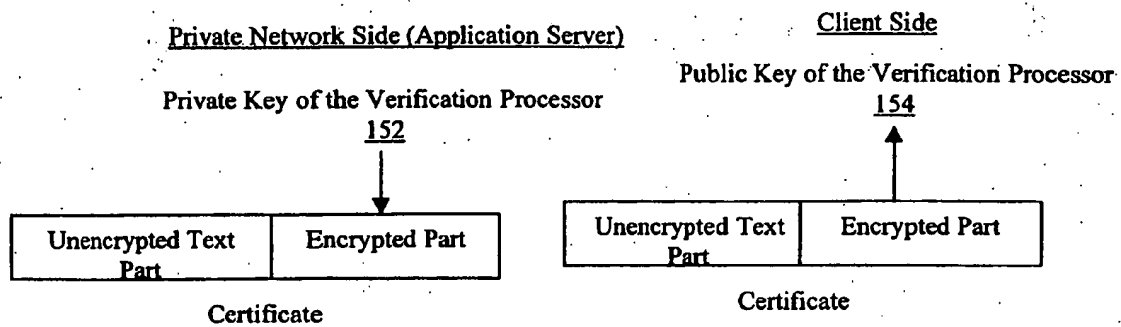 Private Network Side (Application Server)
Private Key of the Verification Processor
152
Unencrypted Text
Part
Encrypted Part
Certificate
Client Side
Public Key of the Verification Processor
154
Unencrypted Text
Part
Encrypted Part
Certificate